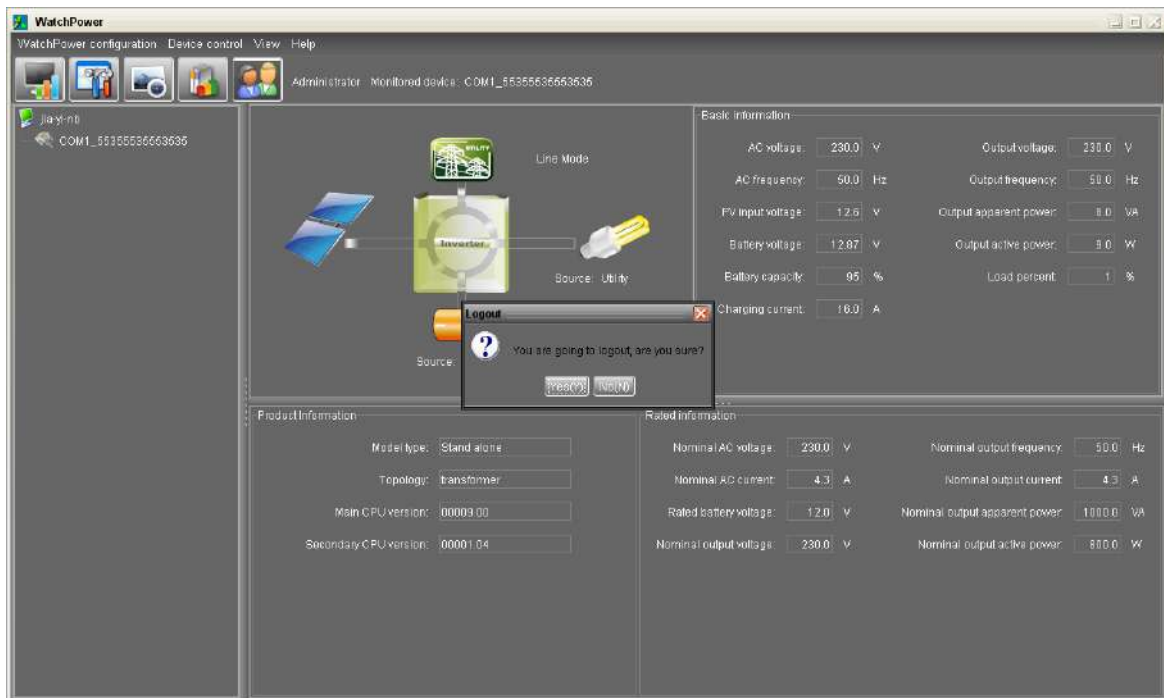 WatchPower
WatchPower configuration Device control View Help
Administrator Monitored device: COM1_55355535553535
Jia-yi-nb
COM1_55355535553535
UTILITY
Line Mode
Inverter
Source: Utility
Source:
Basic information
AC voltage: 230.0 V Output voltage: 230.0 V
AC frequency: 50.0 Hz Output frequency: 50.0 Hz
PV input voltage: 12.6 V Output apparent power: 8.0 VA
Battery voltage: 12.87 V Output active power: W
Battery capacity: 95 % Load percent: 1 %
Charging current: 16.0 A
Logout
You are going to logout, are you sure?
Yes(Y) No(N)
Product Information
Model type: Stand alone
Topology: transformer
Main CPU version: 00009.00
Secondary CPU version: 00001.04
Rated information
Nominal AC voltage: 230.0 V Nominal output frequency: 50.0 Hz
Nominal AC current: 4.3 A Nominal output current: 4.3 A
Rated battery voltage: 12.0 V Nominal output apparent power: 1000.0 VA
Nominal output voltage: 230.0 V Nominal output active power: 800.0 W